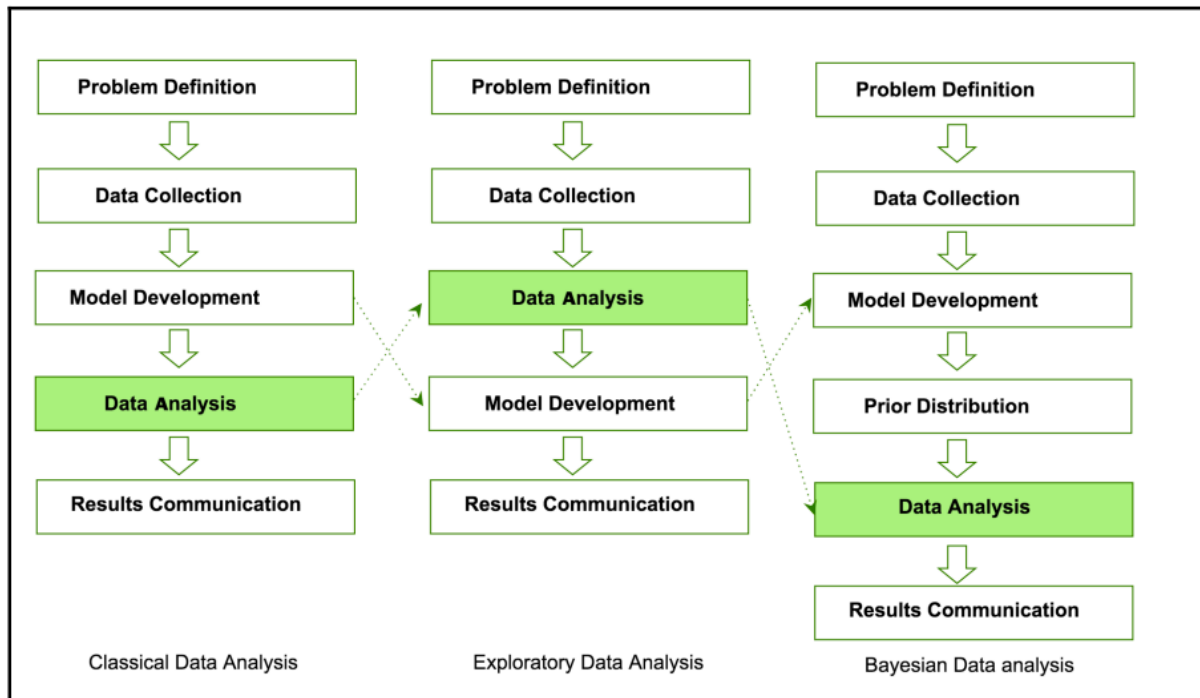 Problem Definition
Data Collection
Model Development
Data Analysis
Results Communication
Classical Data Analysis
Problem Definition
Data Collection
Data Analysis
Model Development
Results Communication
Exploratory Data Analysis
Problem Definition
Data Collection
Model Development
Prior Distribution
Data Analysis
Results Communication
Bayesian Data analysis